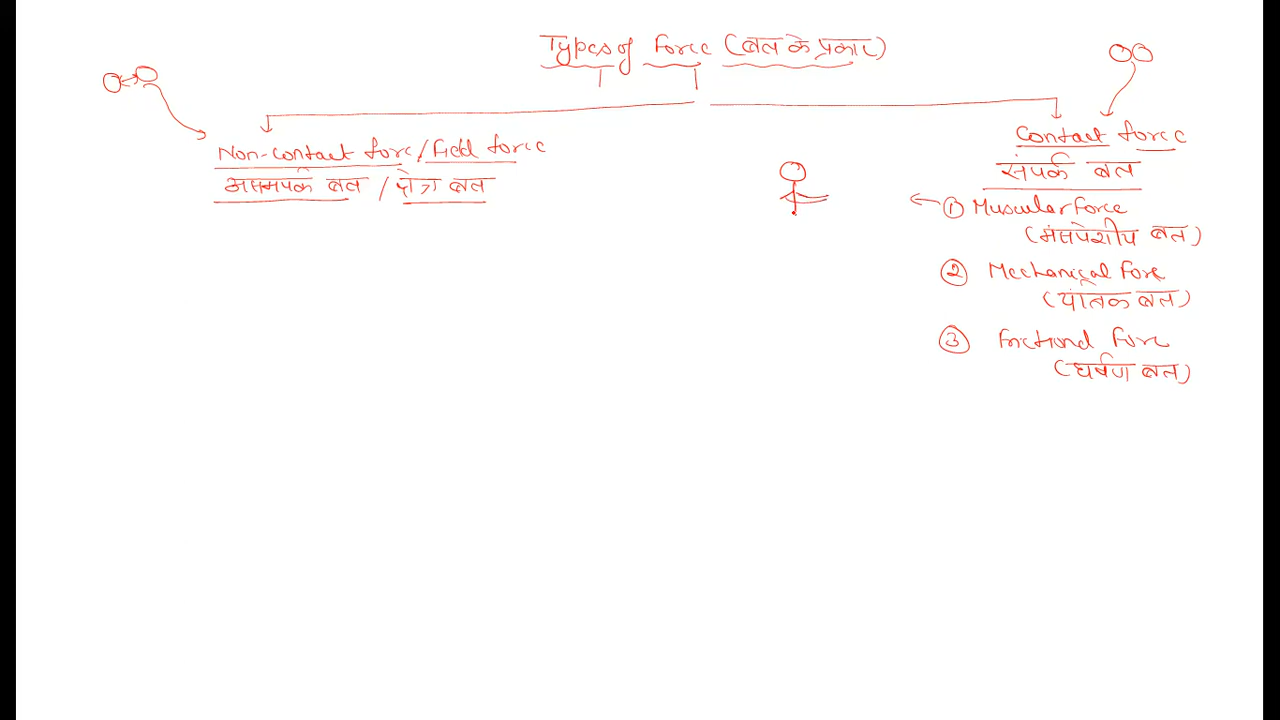 Types of Force (बल के प्रकार)
Non-contact force / Field force
असम्पर्क बल / क्षेत्र बल
Contact force
संपर्क बल
① Muscular force
(मांसपेशीय बल)
② Mechanical Force
(यांत्रिक बल)
③ Frictional Force
(घर्षण बल)